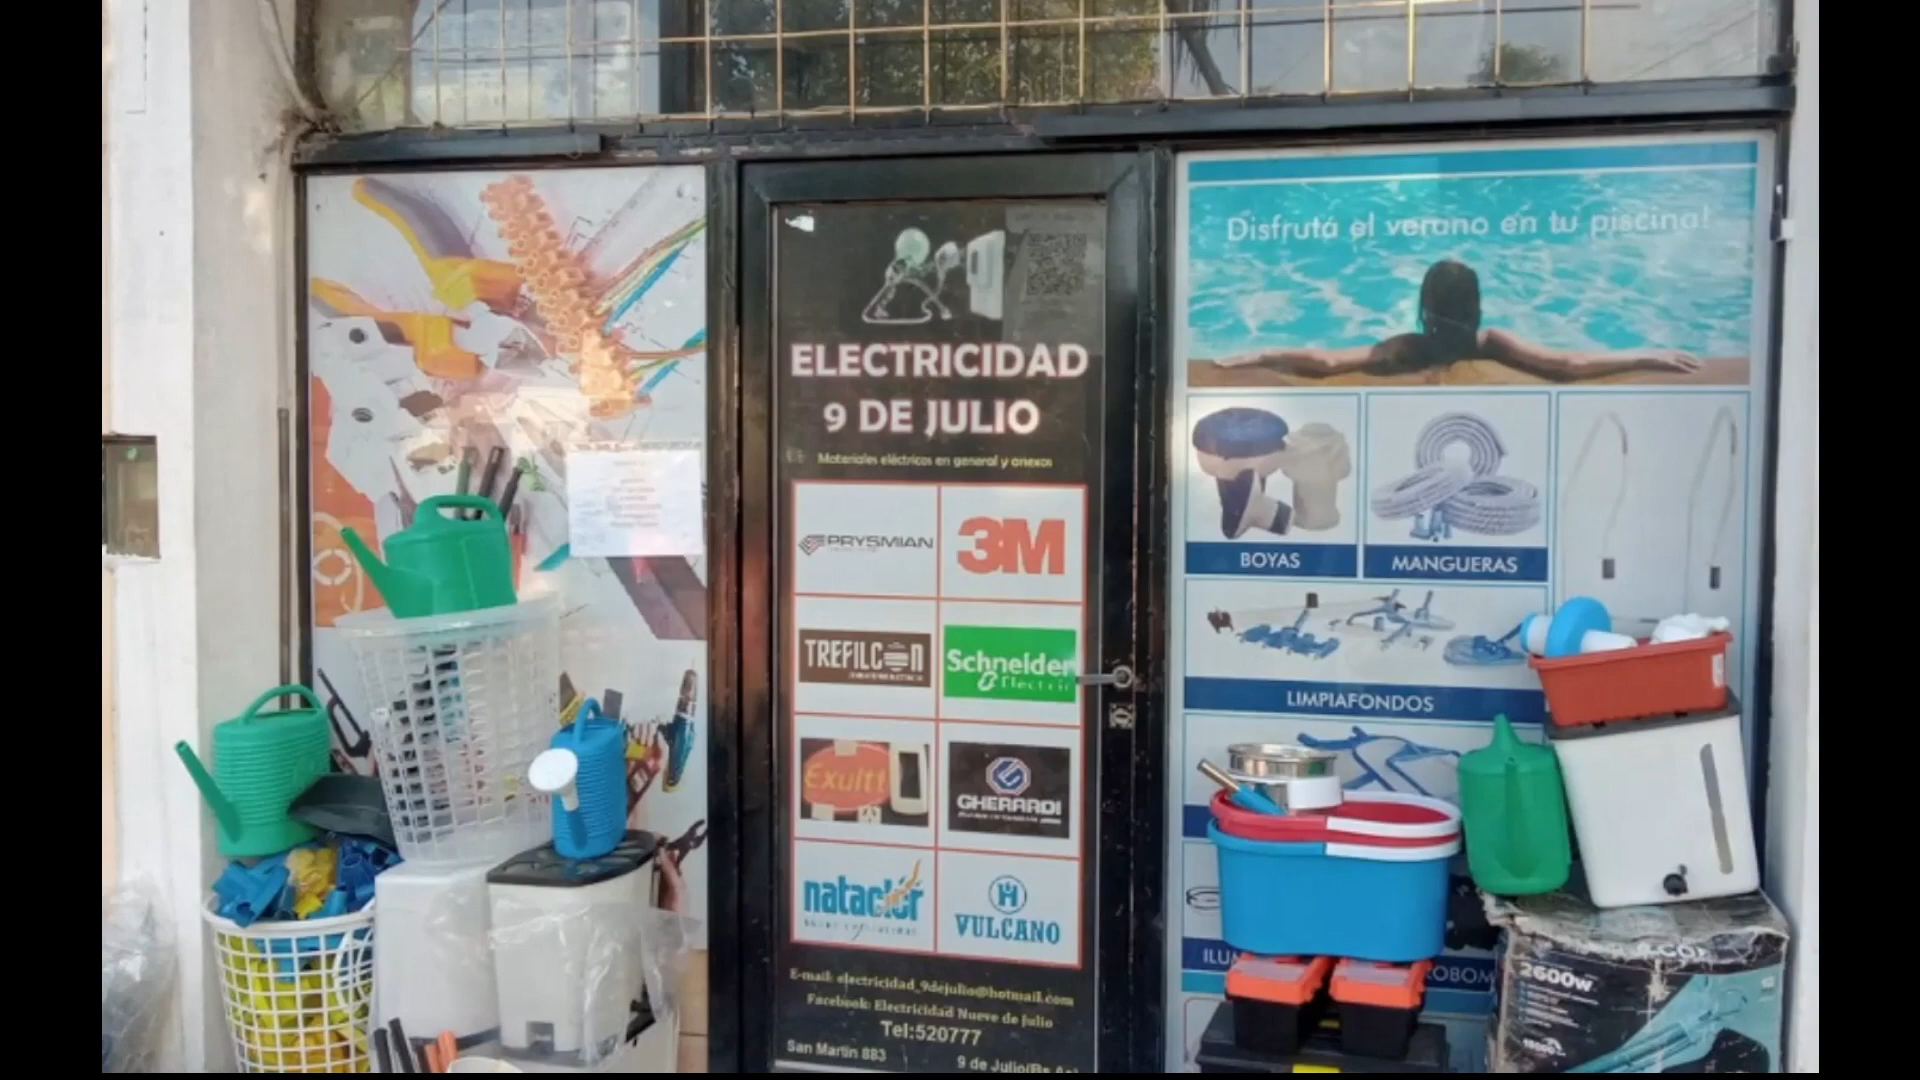 Disfrutá el verano en tu piscina!
ELECTRICIDAD
9 DE JULIO
Materiales eléctricos en general y anexos
PRYSMIAN
3M
TREFILCON
Schneider
Electric
Exultt
GHERARDI
nataclor
VULCANO
E-mail: electricidad_9dejulio@hotmail.com
Facebook: Electricidad Nueve de Julio
Tel:520777
San Martin 883
9 de Julio(Bs As)
BOYAS
MANGUERAS
LIMPIAFONDOS
2600w